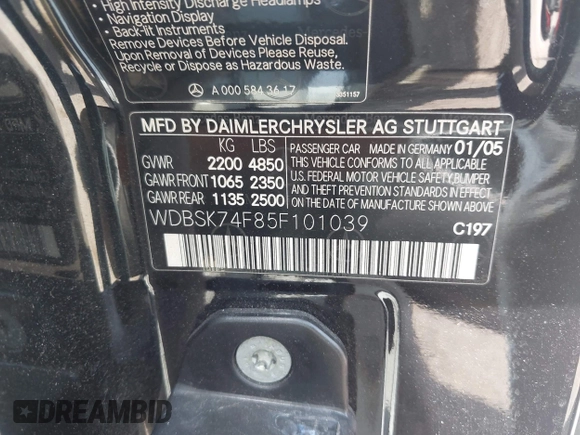 High Intensity Discharge Headlamps
· Navigation Display
· Back-lit Instruments
Remove Devices Before Vehicle Disposal.
Upon Removal of Devices Please Reuse,
Recycle or Dispose as Hazardous Waste.
A 000 584 36 17
MFD BY DAIMLERCHRYSLER AG STUTTGART
KG LBS
GVWR 2200 4850
GAWR FRONT 1065 2350
GAWR REAR 1135 2500
PASSENGER CAR MADE IN GERMANY 01/05
THIS VEHICLE CONFORMS TO ALL APPLICABLE
U.S. FEDERAL MOTOR VEHICLE SAFETY,BUMPER
AND THEFT PREVENTION STANDARDS IN EFFECT
ON THE DATE OF MANUFACTURE SHOWN ABOVE
WDBSK74F85F101039
C197
DREAMBID